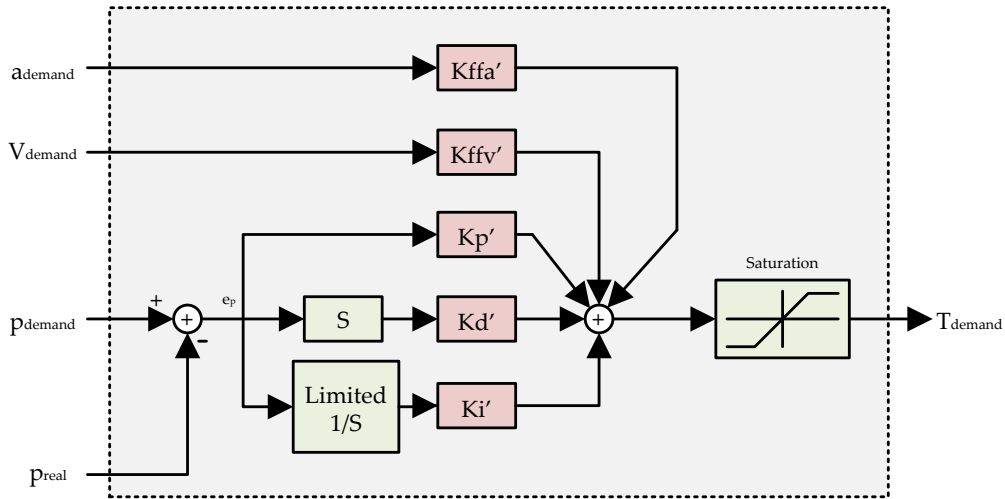 ademand
Kffa’
Vdemand
Kffv’
Kp’
Saturation
+
ep
pdemand
+
S
Kd’
+
Tdemand
-
Limited
1/S
Ki’
preal